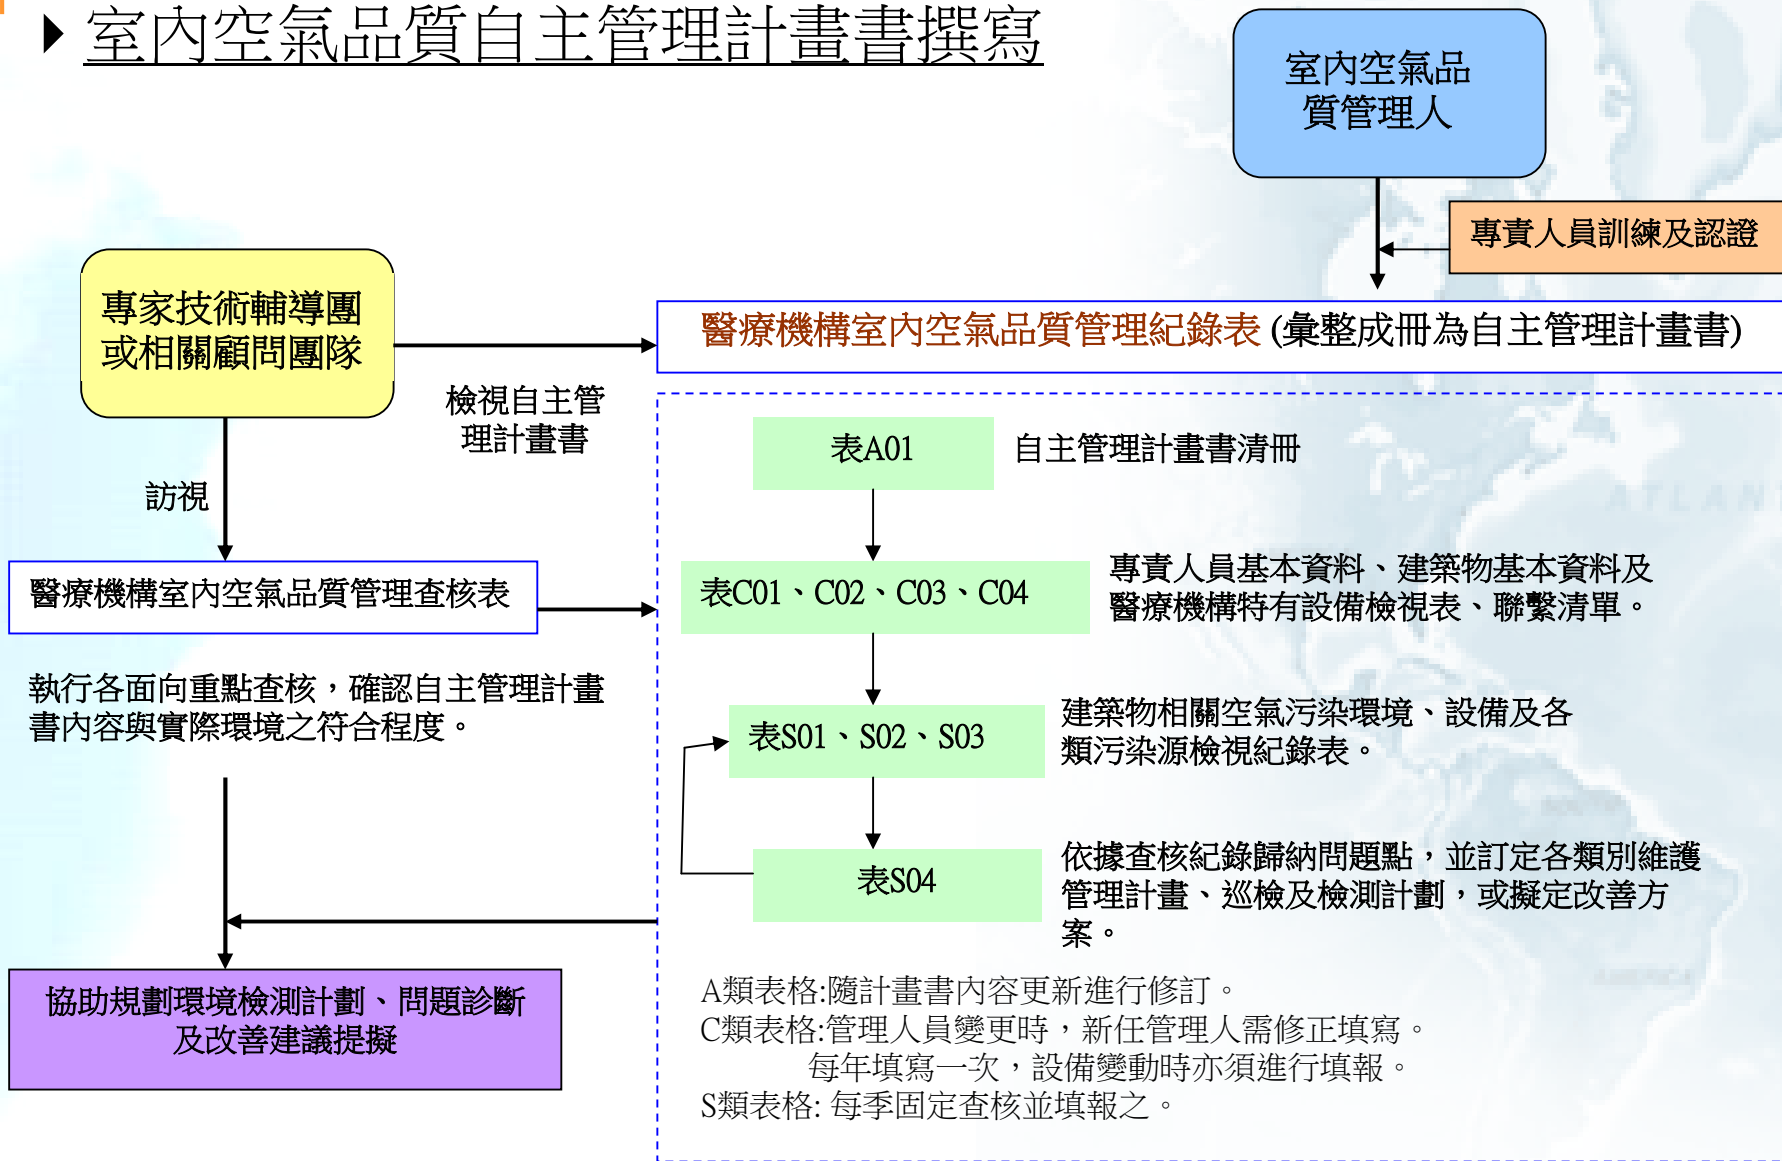 室內空氣品質自主管理計畫書撰寫
室內空氣品
質管理人
專責人員訓練及認證
專家技術輔導團
或相關顧問團隊
醫療機構室內空氣品質管理紀錄表 (彙整成冊為自主管理計畫書)
檢視自主管
理計畫書
訪視
表A01
自主管理計畫書清冊
醫療機構室內空氣品質管理查核表
表C01、C02、C03、C04
專責人員基本資料、建築物基本資料及
醫療機構特有設備檢視表、聯繫清單。
執行各面向重點查核，確認自主管理計畫
書內容與實際環境之符合程度。
表S01、S02、S03
建築物相關空氣污染環境、設備及各
類污染源檢視紀錄表。
表S04
依據查核紀錄歸納問題點，並訂定各類別維護
管理計畫、巡檢及檢測計劃，或擬定改善方
案。
協助規劃環境檢測計劃、問題診斷
及改善建議提擬
A類表格:隨計畫書內容更新進行修訂。
C類表格:管理人員變更時，新任管理人需修正填寫。
每年填寫一次，設備變動時亦須進行填報。
S類表格: 每季固定查核並填報之。